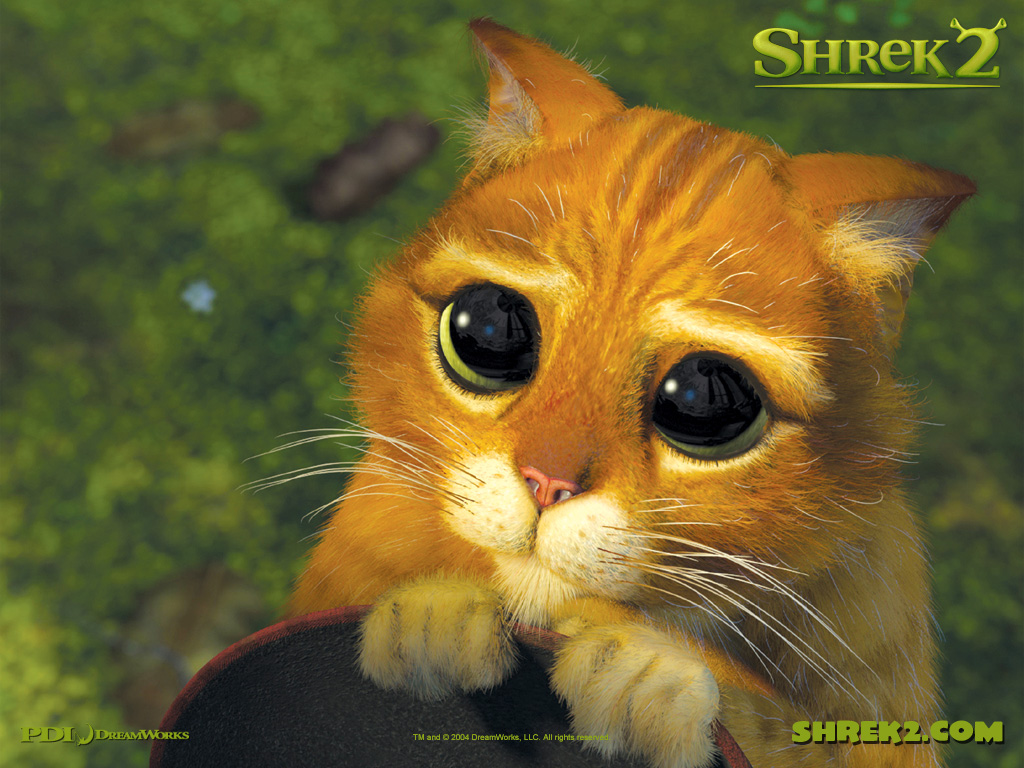 SHREK 2
PDI DREAMWORKS
TM and © 2004 DreamWorks, LLC. All rights reserved.
SHREK2.COM